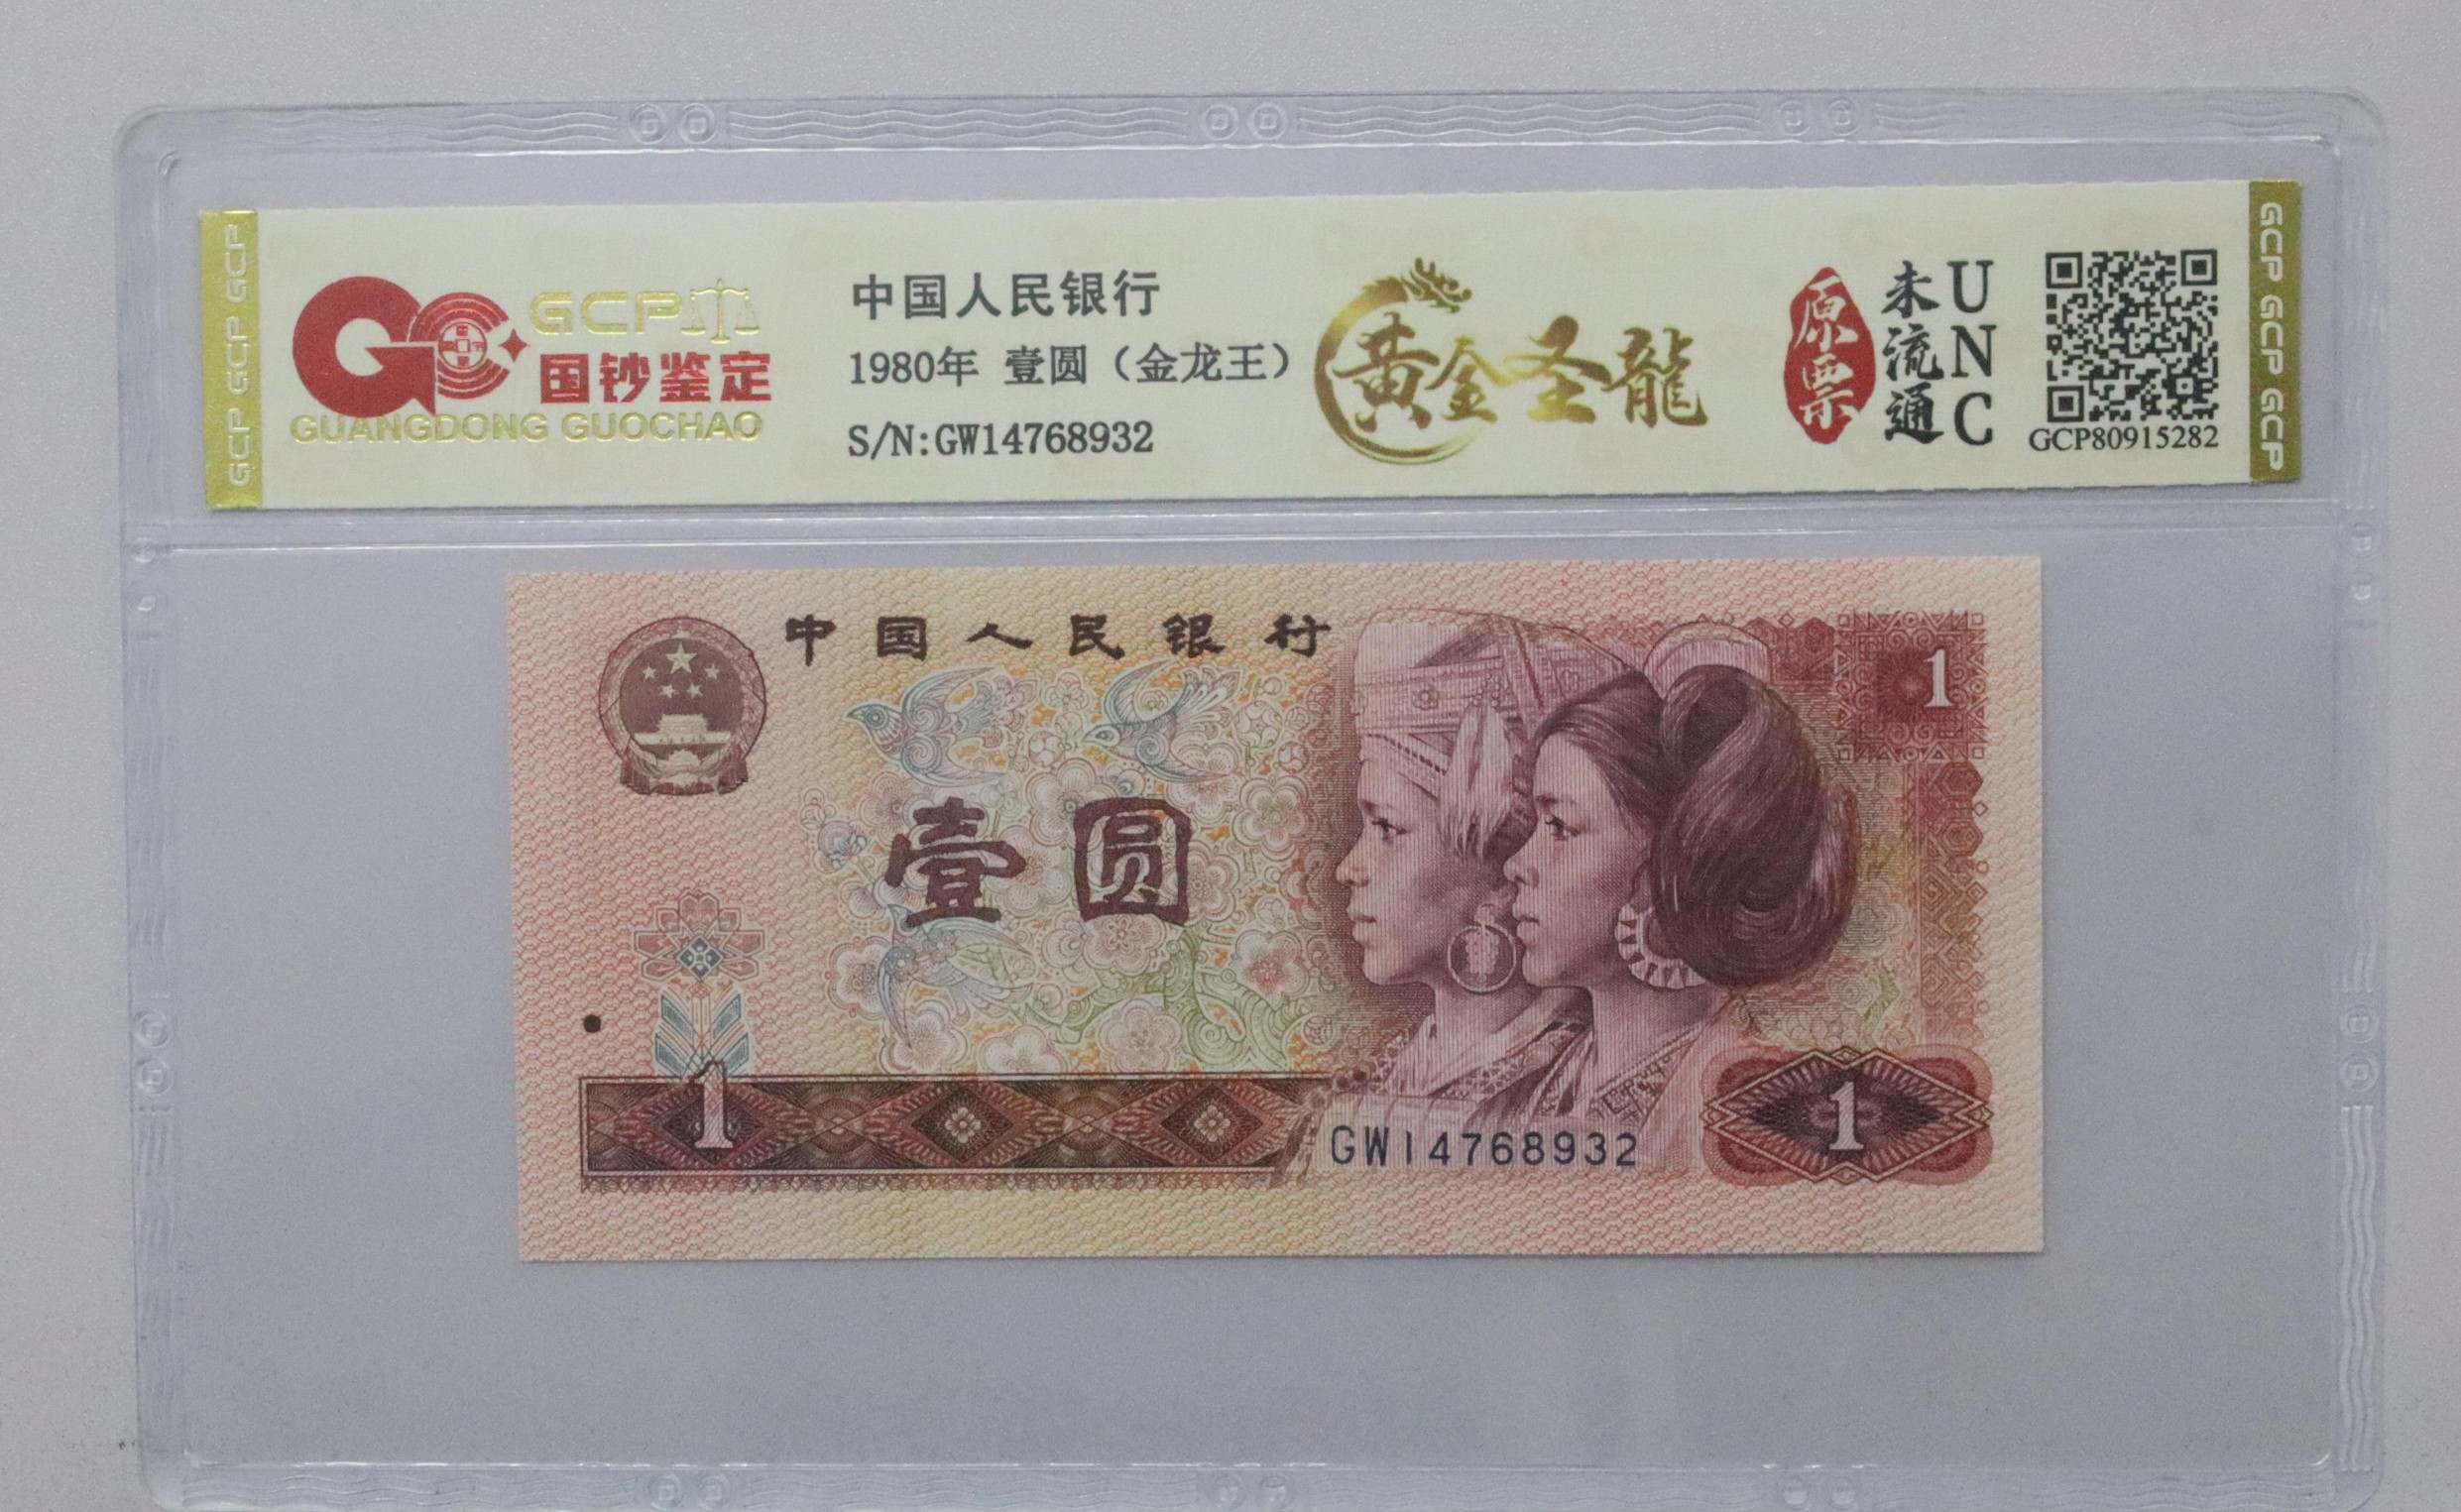 GCP GCP GCP
GCP
国钞鉴定
GUANGDONG GUOCHAO
中国人民银行
1980年 壹圆（金龙王）
S/N:GW14768932
黄金圣龍
原票
未流通
UNC
GCP80915282
GCP GCP GCP
中国人民银行
1
壹圆
1
GW14768932
1